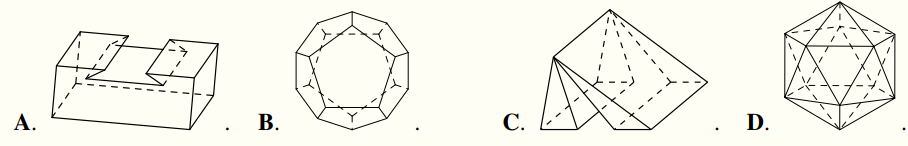 A. . B. . C. . D. .